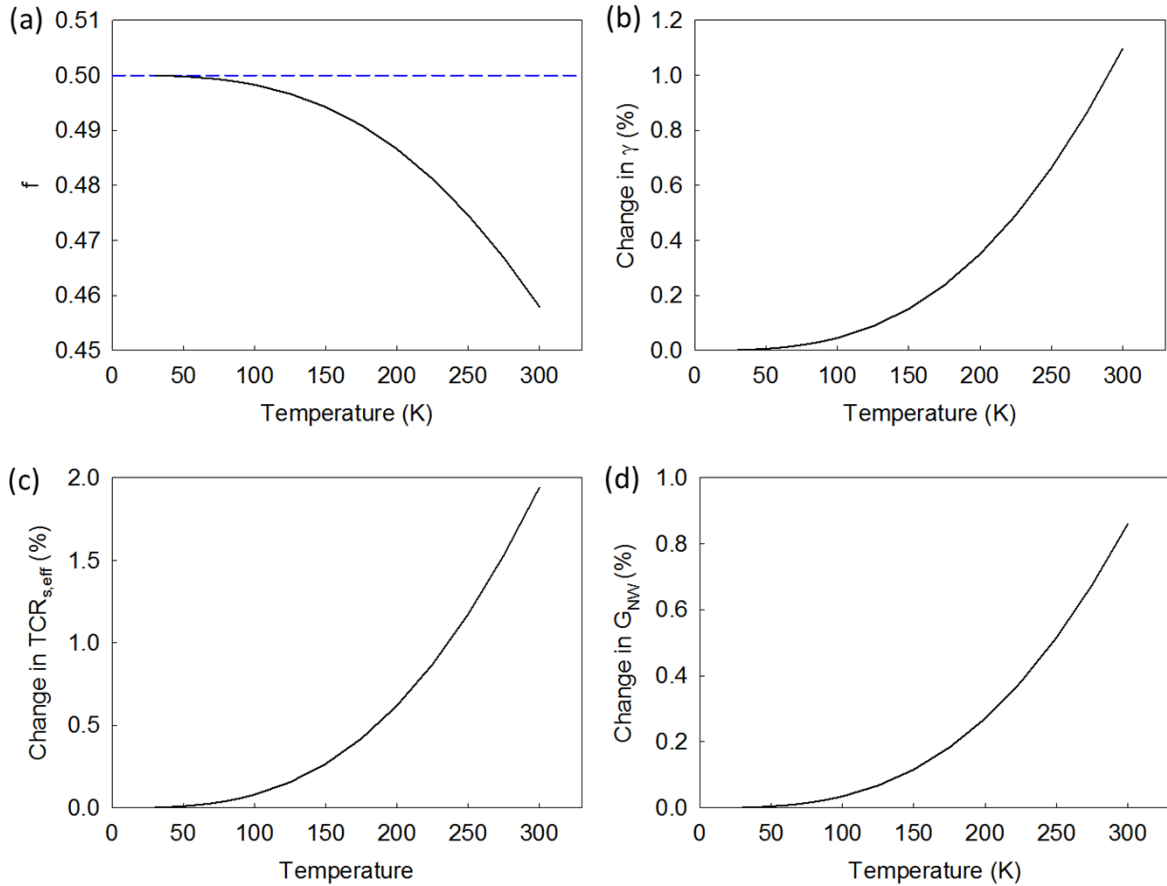 (a)
0.51
0.50
0.49
0.48
0.47
0.46
0.45
f
0 50 100 150 200 250 300
Temperature (K)
(b)
1.2
1.0
0.8
0.6
0.4
0.2
0.0
Change in γ (%)
0 50 100 150 200 250 300
Temperature (K)
(c)
2.0
1.5
1.0
0.5
0.0
Change in TCRs,eff (%)
0 50 100 150 200 250 300
Temperature
(d)
1.0
0.8
0.6
0.4
0.2
0.0
Change in GNW (%)
0 50 100 150 200 250 300
Temperature (K)